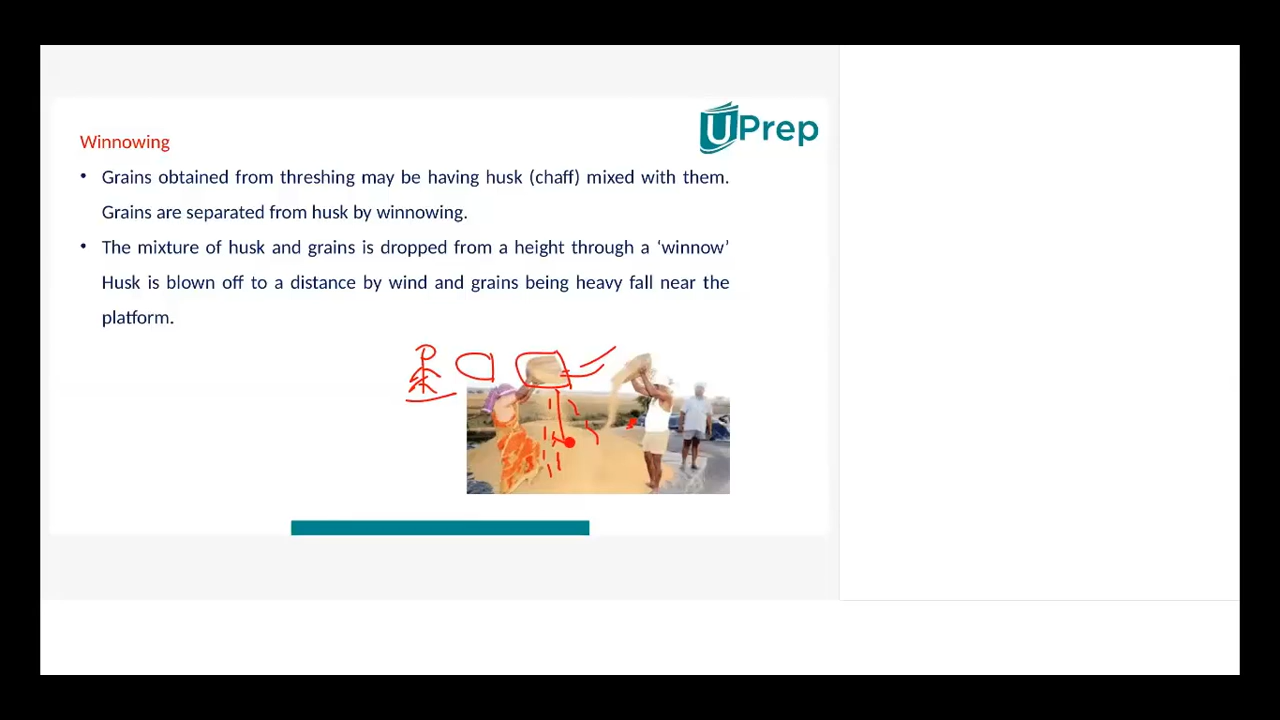 UPrep
Winnowing
• Grains obtained from threshing may be having husk (chaff) mixed with them.
Grains are separated from husk by winnowing.
• The mixture of husk and grains is dropped from a height through a ‘winnow’
Husk is blown off to a distance by wind and grains being heavy fall near the
platform.